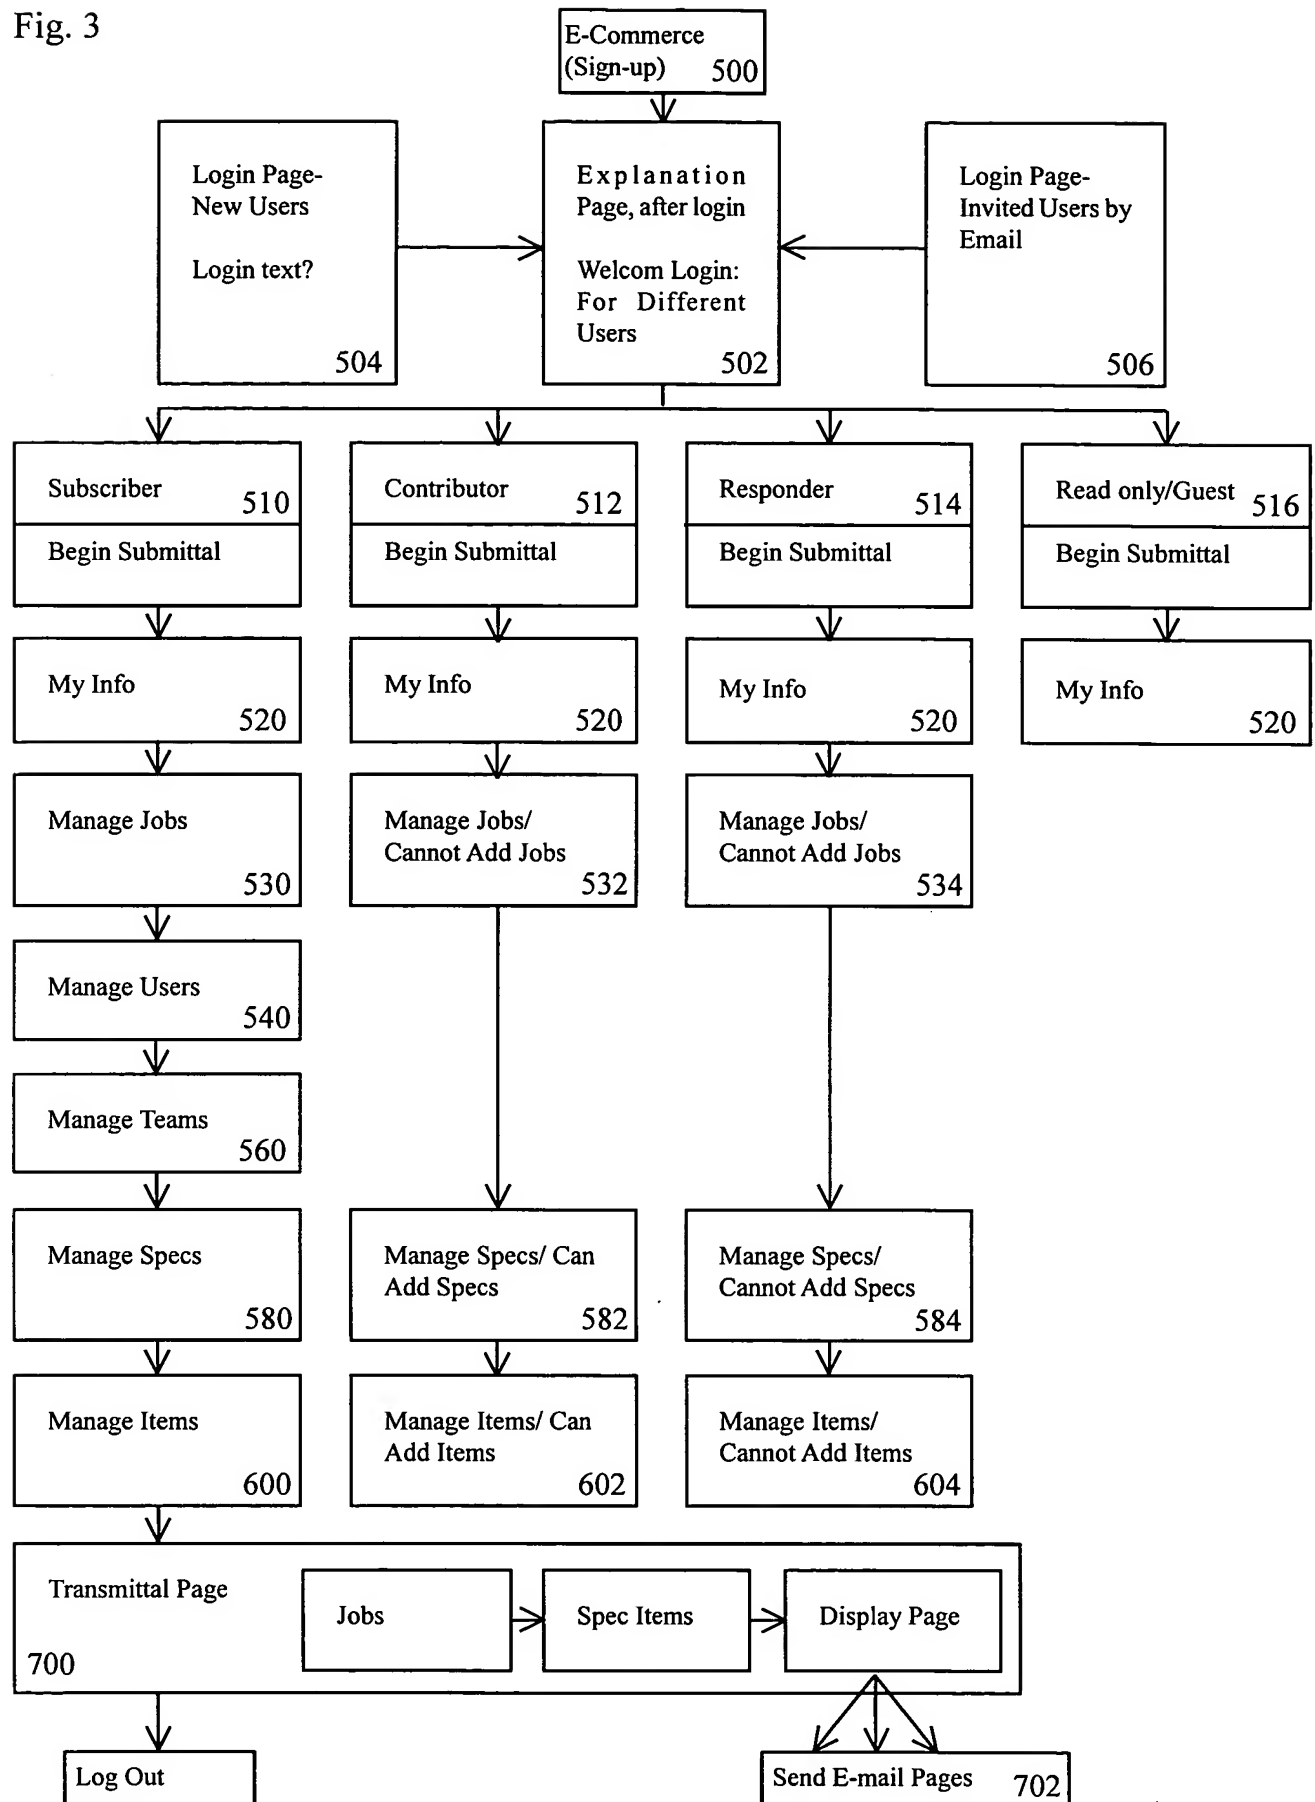 Fig. 3
E-Commerce
(Sign-up) 500
Login Page-
New Users
Login text?
504
Explanation
Page, after login
Welcom Login:
For Different
Users
502
Login Page-
Invited Users by
Email
506
Subscriber 510
Begin Submittal
Contributor 512
Begin Submittal
Responder 514
Begin Submittal
Read only/Guest 516
Begin Submittal
My Info
520
My Info
520
My Info
520
My Info
520
Manage Jobs
530
Manage Jobs/
Cannot Add Jobs
532
Manage Jobs/
Cannot Add Jobs
534
Manage Users
540
Manage Teams
560
Manage Specs
580
Manage Specs/ Can
Add Specs
582
Manage Specs/
Cannot Add Specs
584
Manage Items
600
Manage Items/ Can
Add Items
602
Manage Items/
Cannot Add Items
604
Transmittal Page
700
Jobs
Spec Items
Display Page
Log Out
Send E-mail Pages 702